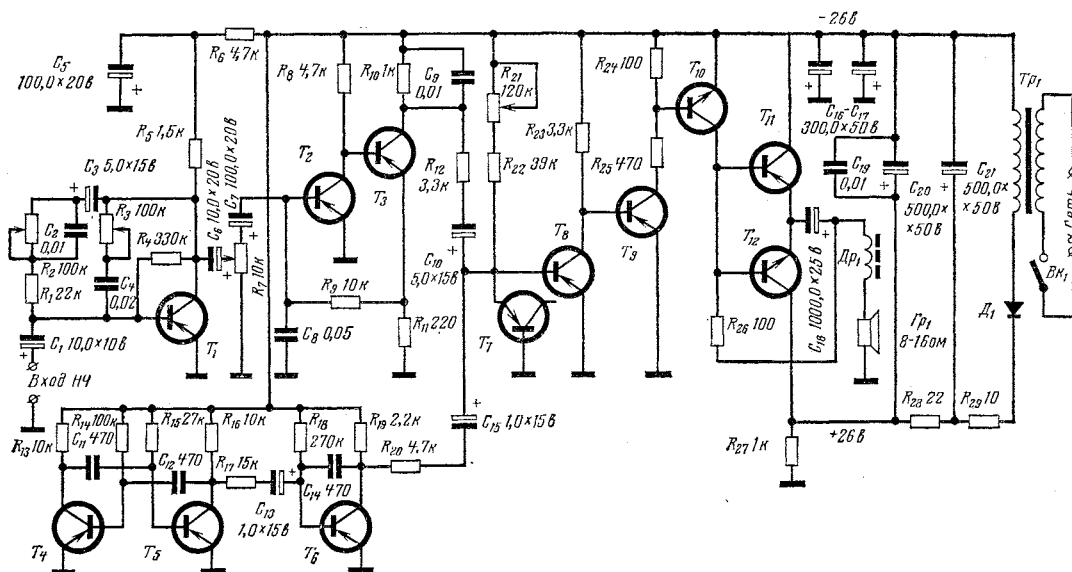 -26в
C5
100,0×20в
R6 4,7к
R5 1,5к
C3 5,0×15в
C2
0,01
R3 100к
R4 330к
R2 100к
R1 22к
C4
0,02
C1 10,0×10в
Вход НЧ
T1
C6 10,0×20в
C7 100,0×20в
R7 10к
R8 4,7к
R10 1к
C9
0,01
T2
T3
R9 10к
C8 0,05
R11 220
R12
3,3к
C10
5,0×15в
R21
120к
R22 39к
T7
T8
R23 3,3к
R24 100
R25 470
T9
T10
T11
T12
R26 100
C18 1000,0×25в
Др1
Гр1
8-16ом
C16-C17
300,0×50в
C19
0,01
C20
500,0×
×50в
C21
500,0×
×50в
Тр1
Вк1
Д1
R28 22
R29 10
+26в
R27 1к
C15 1,0×15в
R13 10к
R14 100к
C11 470
R15 27к
R16 10к
C12 470
R17 15к
C13
1,0×15в
R18
270к
R19 2,2к
C14 470
R20 4,7к
T4
T5
T6